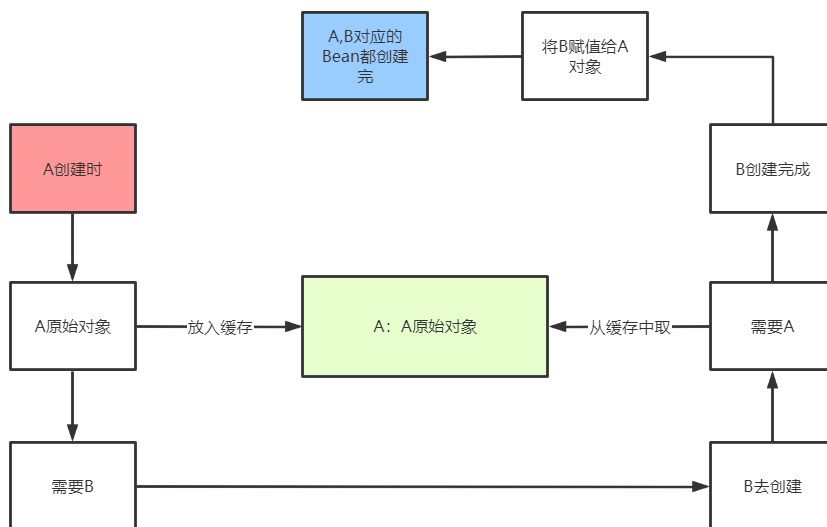 A,B对应的
Bean都创建
完
将B赋值给A
对象
A创建时
B创建完成
A原始对象
放入缓存
A：A原始对象
从缓存中取
需要A
需要B
B去创建